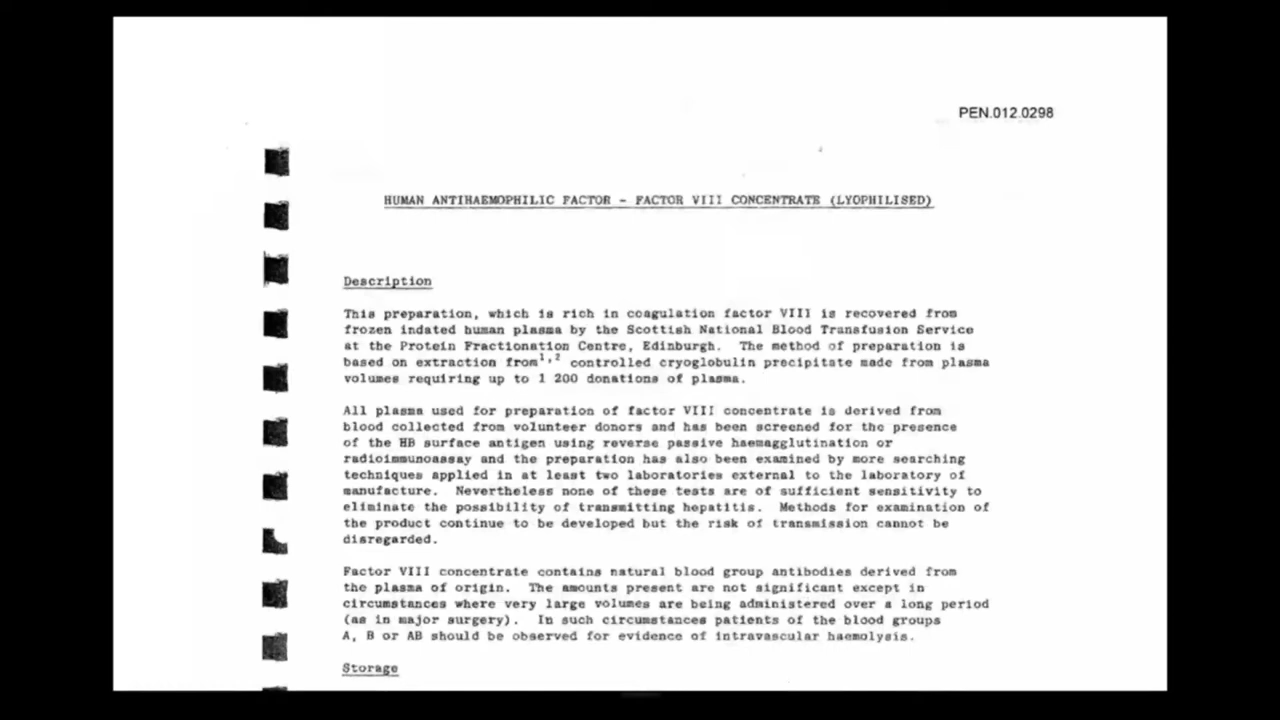 PEN.012.0298
HUMAN ANTIHAEMOPHILIC FACTOR - FACTOR VIII CONCENTRATE (LYOPHILISED)
Description
This preparation, which is rich in coagulation factor VIII is recovered from
frozen indated human plasma by the Scottish National Blood Transfusion Service
at the Protein Fractionation Centre, Edinburgh. The method of preparation is
based on extraction from1,2 controlled cryoglobulin precipitate made from plasma
volumes requiring up to 1 200 donations of plasma.
All plasma used for preparation of factor VIII concentrate is derived from
blood collected from volunteer donors and has been screened for the presence
of the HB surface antigen using reverse passive haemagglutination or
radioimmunoassay and the preparation has also been examined by more searching
techniques applied in at least two laboratories external to the laboratory of
manufacture. Nevertheless none of these tests are of sufficient sensitivity to
eliminate the possibility of transmitting hepatitis. Methods for examination of
the product continue to be developed but the risk of transmission cannot be
disregarded.
Factor VIII concentrate contains natural blood group antibodies derived from
the plasma of origin. The amounts present are not significant except in
circumstances where very large volumes are being administered over a long period
(as in major surgery). In such circumstances patients of the blood groups
A, B or AB should be observed for evidence of intravascular haemolysis.
Storage